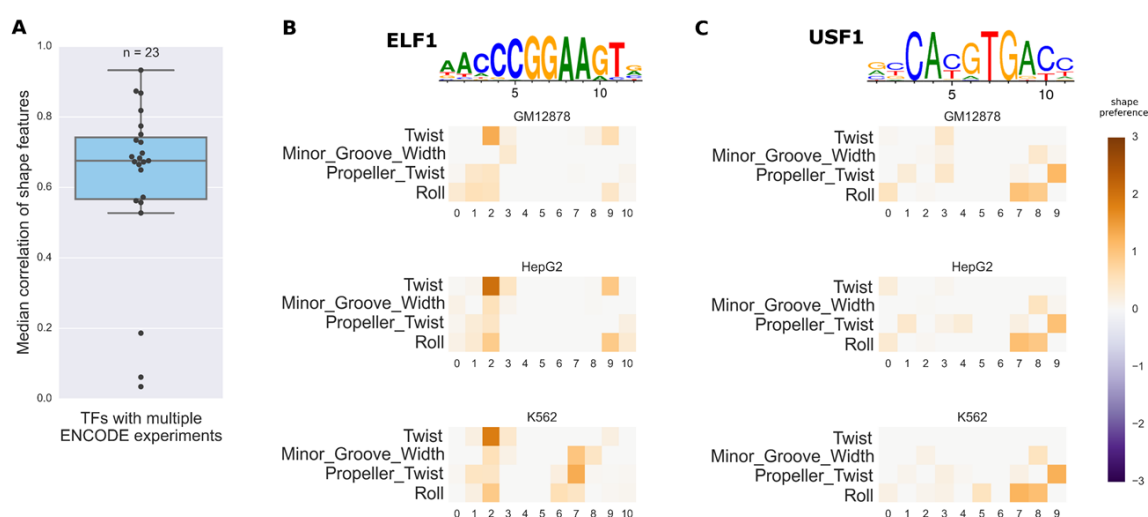 A
n = 23
1.0
0.8
0.6
0.4
0.2
0.0
Median correlation of shape features
TFs with multiple
ENCODE experiments
B
ELF1
AACCCGGAAGTG
5 10
GM12878
Twist
Minor_Groove_Width
Propeller_Twist
Roll
0 1 2 3 4 5 6 7 8 9 10
HepG2
Twist
Minor_Groove_Width
Propeller_Twist
Roll
0 1 2 3 4 5 6 7 8 9 10
K562
Twist
Minor_Groove_Width
Propeller_Twist
Roll
0 1 2 3 4 5 6 7 8 9 10
C
USF1
GCCACGTGACC
5 10
GM12878
Twist
Minor_Groove_Width
Propeller_Twist
Roll
0 1 2 3 4 5 6 7 8 9
HepG2
Twist
Minor_Groove_Width
Propeller_Twist
Roll
0 1 2 3 4 5 6 7 8 9
K562
Twist
Minor_Groove_Width
Propeller_Twist
Roll
0 1 2 3 4 5 6 7 8 9
shape
preference
3
2
1
0
−1
−2
−3